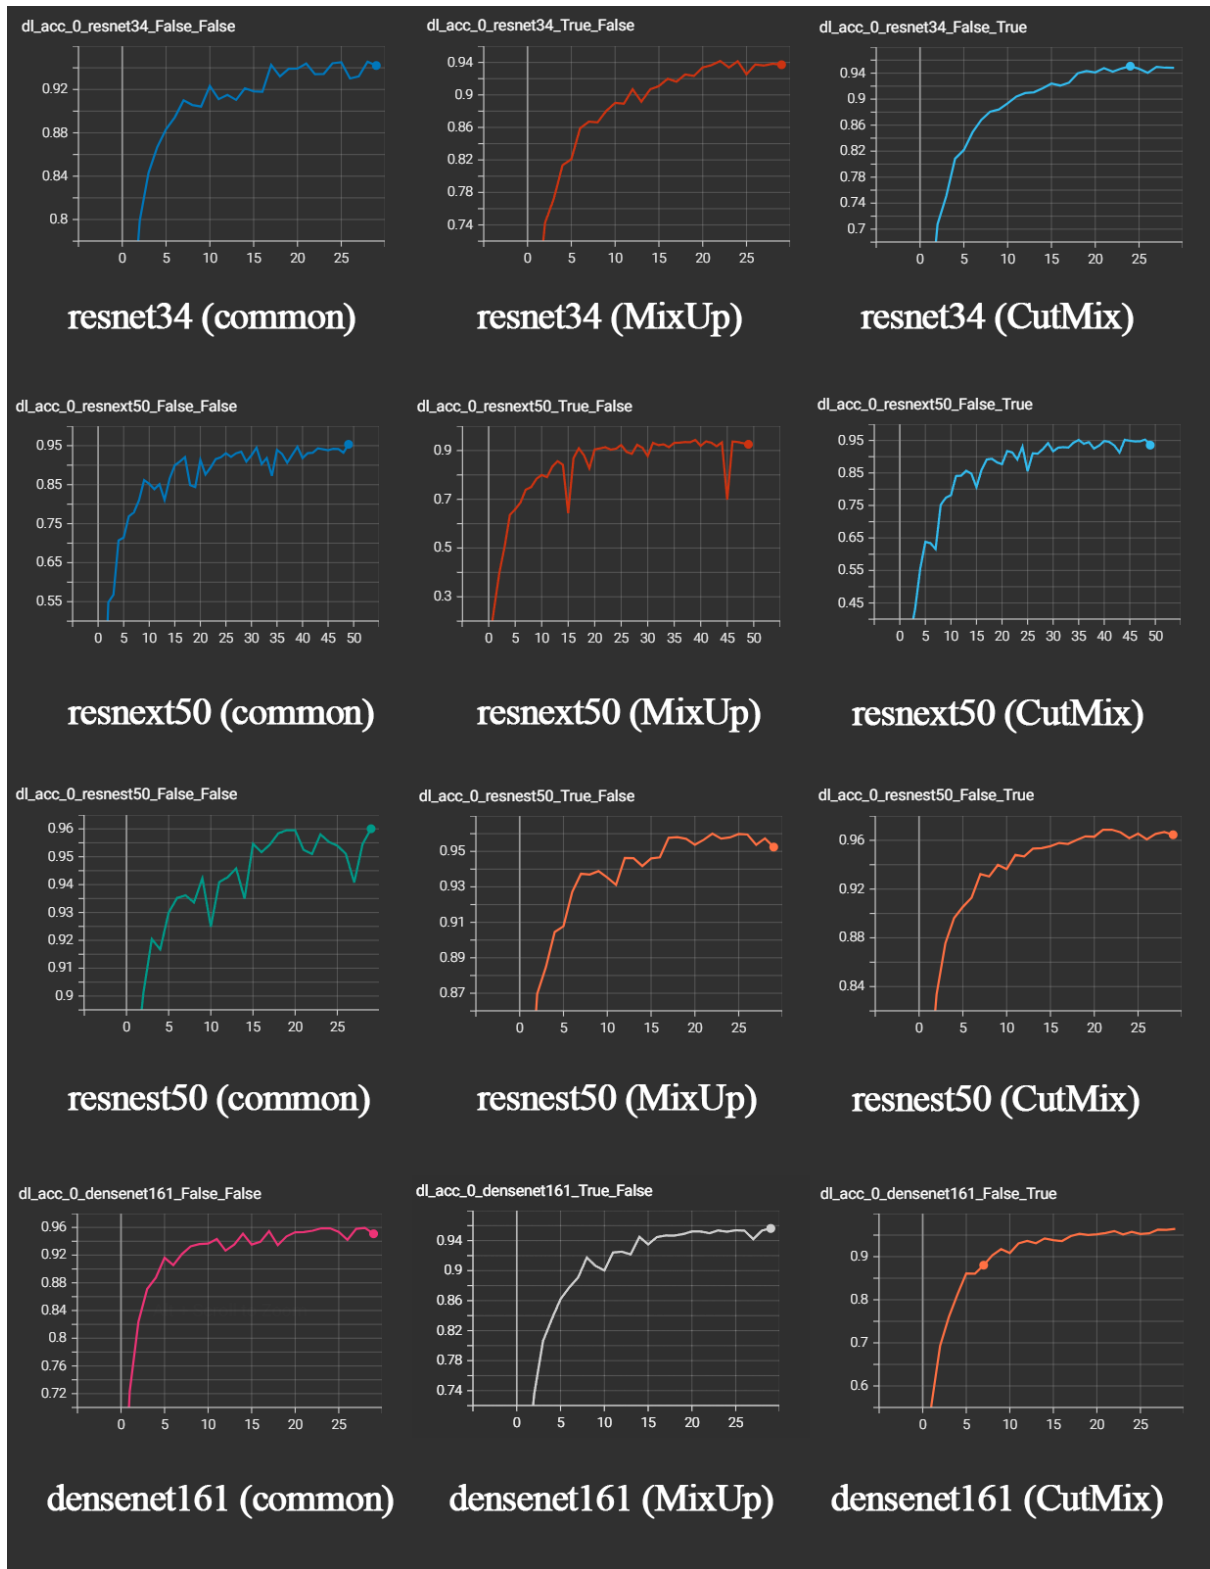 dl_acc_0_resnet34_False_False
0.92
0.88
0.84
0.8
0 5 10 15 20 25
resnet34 (common)
dl_acc_0_resnet34_True_False
0.94
0.9
0.86
0.82
0.78
0.74
0 5 10 15 20 25
resnet34 (MixUp)
dl_acc_0_resnet34_False_True
0.94
0.9
0.86
0.82
0.78
0.74
0.7
0 5 10 15 20 25
resnet34 (CutMix)
dl_acc_0_resnext50_False_False
0.95
0.85
0.75
0.65
0.55
0 5 10 15 20 25 30 35 40 45 50
resnext50 (common)
dl_acc_0_resnext50_True_False
0.9
0.7
0.5
0.3
0 5 10 15 20 25 30 35 40 45 50
resnext50 (MixUp)
dl_acc_0_resnext50_False_True
0.95
0.85
0.75
0.65
0.55
0.45
0 5 10 15 20 25 30 35 40 45 50
resnext50 (CutMix)
dl_acc_0_resnest50_False_False
0.96
0.95
0.94
0.93
0.92
0.91
0.9
0 5 10 15 20 25
resnest50 (common)
dl_acc_0_resnest50_True_False
0.95
0.93
0.91
0.89
0.87
0 5 10 15 20 25
resnest50 (MixUp)
dl_acc_0_resnest50_False_True
0.96
0.92
0.88
0.84
0 5 10 15 20 25
resnest50 (CutMix)
dl_acc_0_densenet161_False_False
0.96
0.92
0.88
0.84
0.8
0.76
0.72
0 5 10 15 20 25
densenet161 (common)
dl_acc_0_densenet161_True_False
0.94
0.9
0.86
0.82
0.78
0.74
0 5 10 15 20 25
densenet161 (MixUp)
dl_acc_0_densenet161_False_True
0.9
0.8
0.7
0.6
0 5 10 15 20 25
densenet161 (CutMix)